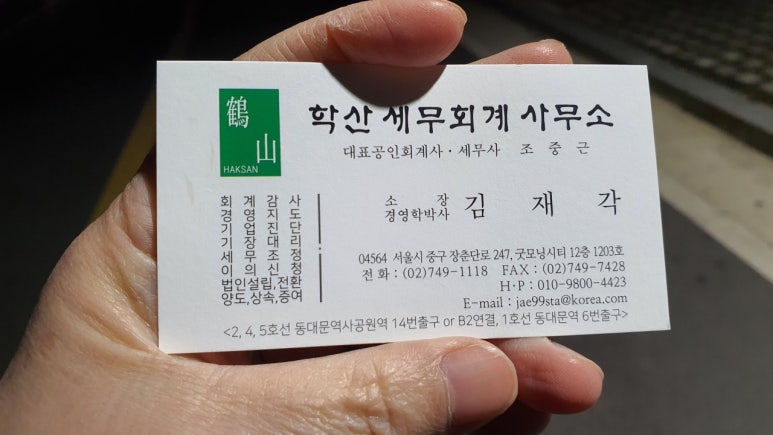 鶴
山
HAKSAN
학산 세무회계 사무소
대표공인회계사 · 세무사 조 중 근
회 계 감 사
경 영 지 도
기 업 진 단
기 장 대 리
세 무 조 정
이 의 신 청
법인설립,전환
양도,상속,증여
소 장
경영학박사 김 재 각
04564 서울시 중구 장춘단로 247, 굿모닝시티 12층 1203호
전 화 : (02)749-1118 FAX : (02)749-7428
H·P : 010-9800-4423
E-mail : jae99sta@korea.com
<2, 4, 5호선 동대문역사공원역 14번출구 or B2연결, 1호선 동대문역 6번출구>